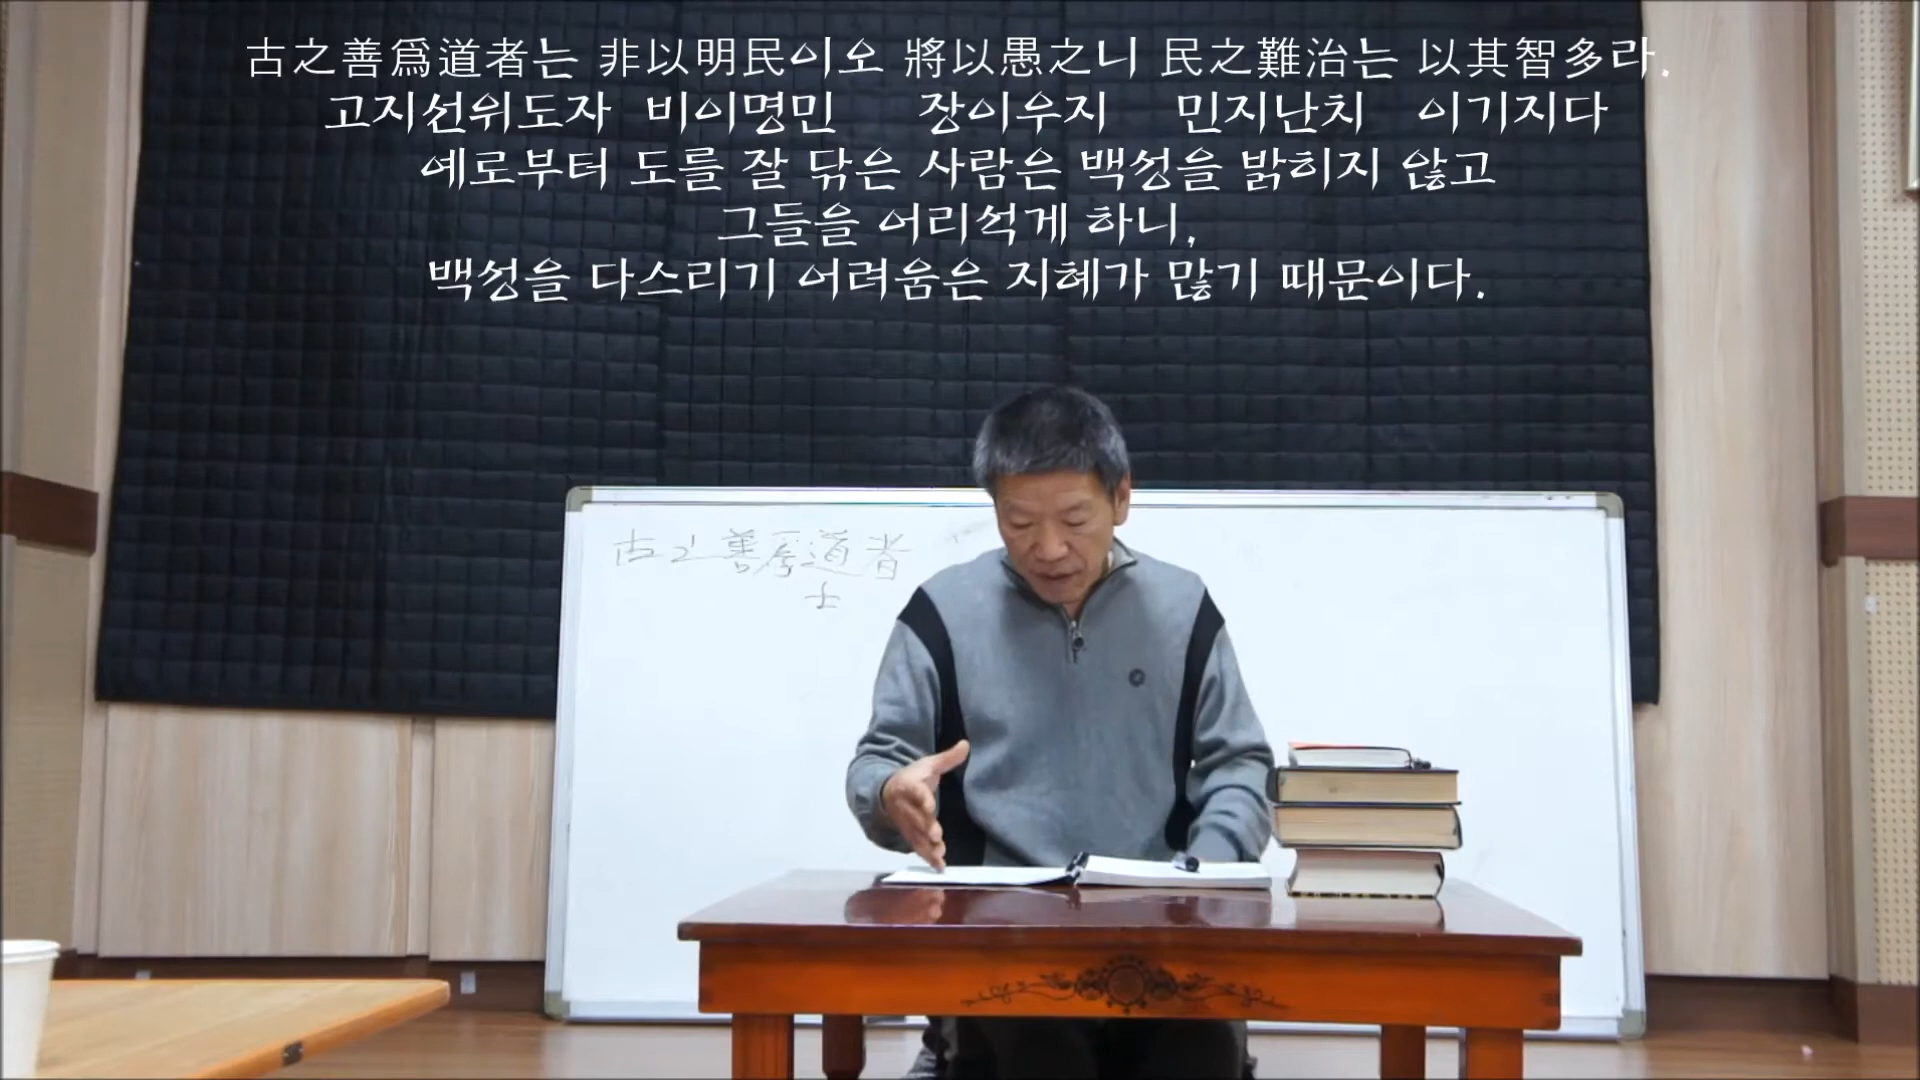 古之善爲道者는 非以明民이오 將以愚之니 民之難治는 以其智多라.
고지선위도자 비이명민 장이우지 민지난치 이기지다
예로부터 도를 잘 닦은 사람은 백성을 밝히지 않고
그들을 어리석게 하니,
백성을 다스리기 어려움은 지혜가 많기 때문이다.
古之善爲道者
士